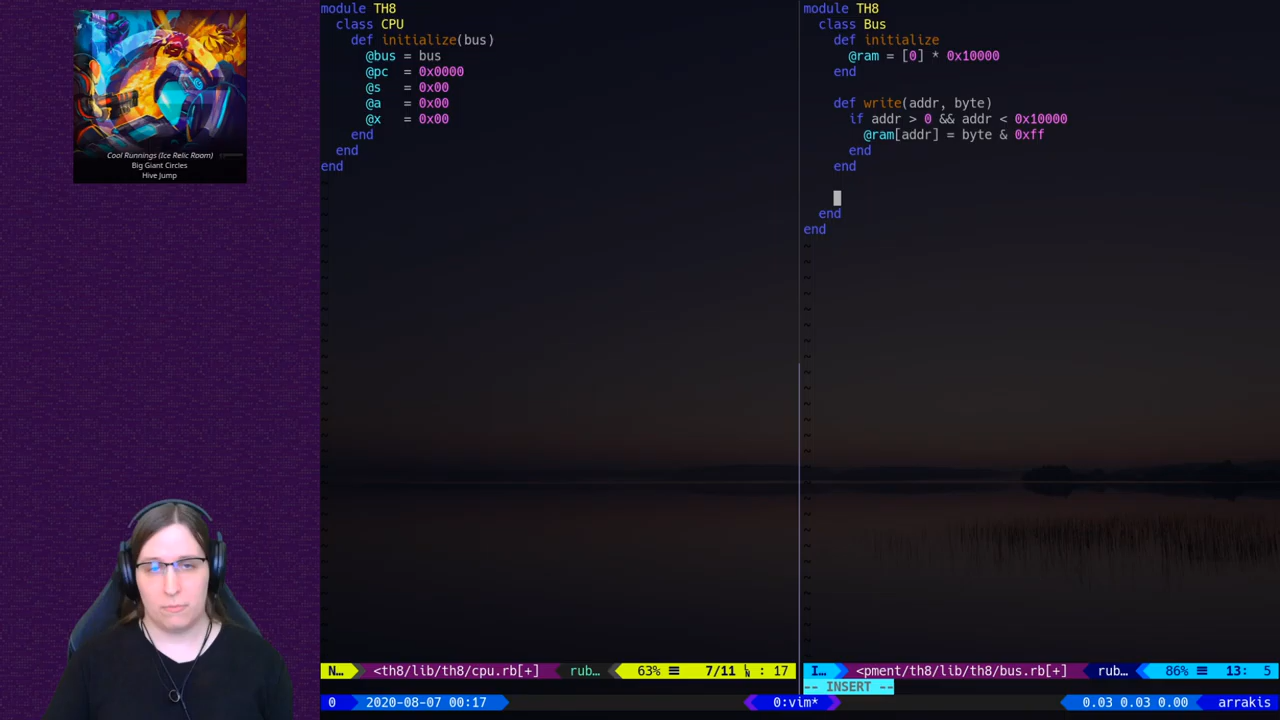 Cool Runnings (Ice Relic Room)
Big Giant Circles
Hive Jump
module TH8
  class CPU
    def initialize(bus)
      @bus = bus
      @pc  = 0x0000
      @s   = 0x00
      @a   = 0x00
      @x   = 0x00
    end
  end
end
module TH8
  class Bus
    def initialize
      @ram = [0] * 0x10000
    end
    def write(addr, byte)
      if addr > 0 && addr < 0x10000
        @ram[addr] = byte & 0xff
      end
    end
  end
end
N… <th8/lib/th8/cpu.rb[+] rub… 63% 7/11 : 17
I… <pment/th8/lib/th8/bus.rb[+] rub… 86% 13: 5
-- INSERT --
0 2020-08-07 00:17 0:vim* 0.03 0.03 0.00 arrakis